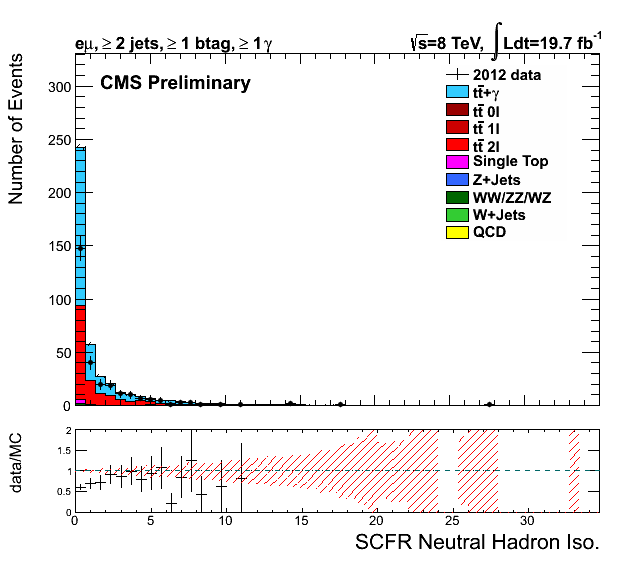 eμ, ≥ 2 jets, ≥ 1 btag, ≥ 1 γ
√s=8 TeV, ∫Ldt=19.7 fb⁻¹
CMS Preliminary
2012 data
tt̄+γ
tt̄ 0l
tt̄ 1l
tt̄ 2l
Single Top
Z+Jets
WW/ZZ/WZ
W+Jets
QCD
Number of Events
300
250
200
150
100
50
0
data/MC
2
1.5
1
0.5
0
0 5 10 15 20 25 30
SCFR Neutral Hadron Iso.